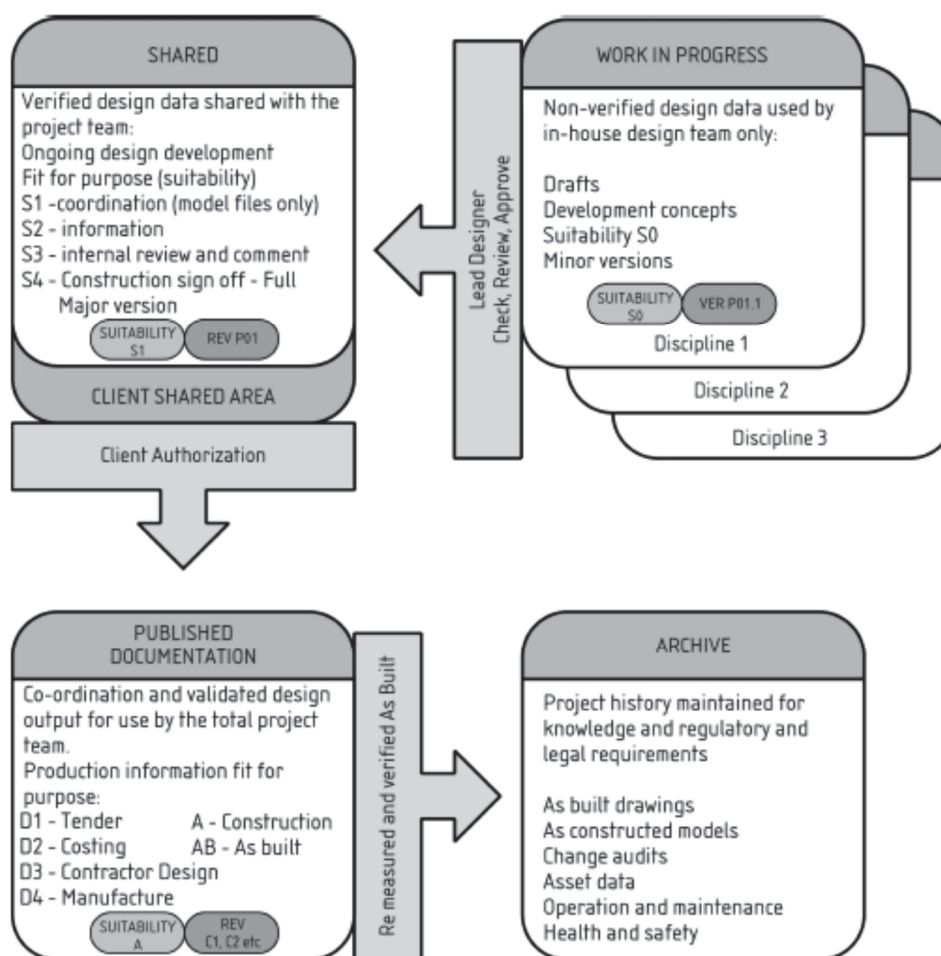 SHARED
Verified design data shared with the
project team:
Ongoing design development
Fit for purpose (suitability)
S1 -coordination (model files only)
S2 - information
S3 - internal review and comment
S4 - Construction sign off - Full
Major version
SUITABILITY
S1
REV P01
CLIENT SHARED AREA
Client Authorization
Lead Designer
Check, Review, Approve
WORK IN PROGRESS
Non-verified design data used by
in-house design team only:
Drafts
Development concepts
Suitability S0
Minor versions
SUITABILITY
S0
VER P01.1
Discipline 1
Discipline 2
Discipline 3
PUBLISHED
DOCUMENTATION
Co-ordination and validated design
output for use by the total project
team.
Production information fit for
purpose:
D1 - Tender A - Construction
D2 - Costing AB - As built
D3 - Contractor Design
D4 - Manufacture
SUITABILITY
A
REV
C1, C2 etc
Re measured and verified As Built
ARCHIVE
Project history maintained for
knowledge and regulatory and
legal requirements
As built drawings
As constructed models
Change audits
Asset data
Operation and maintenance
Health and safety